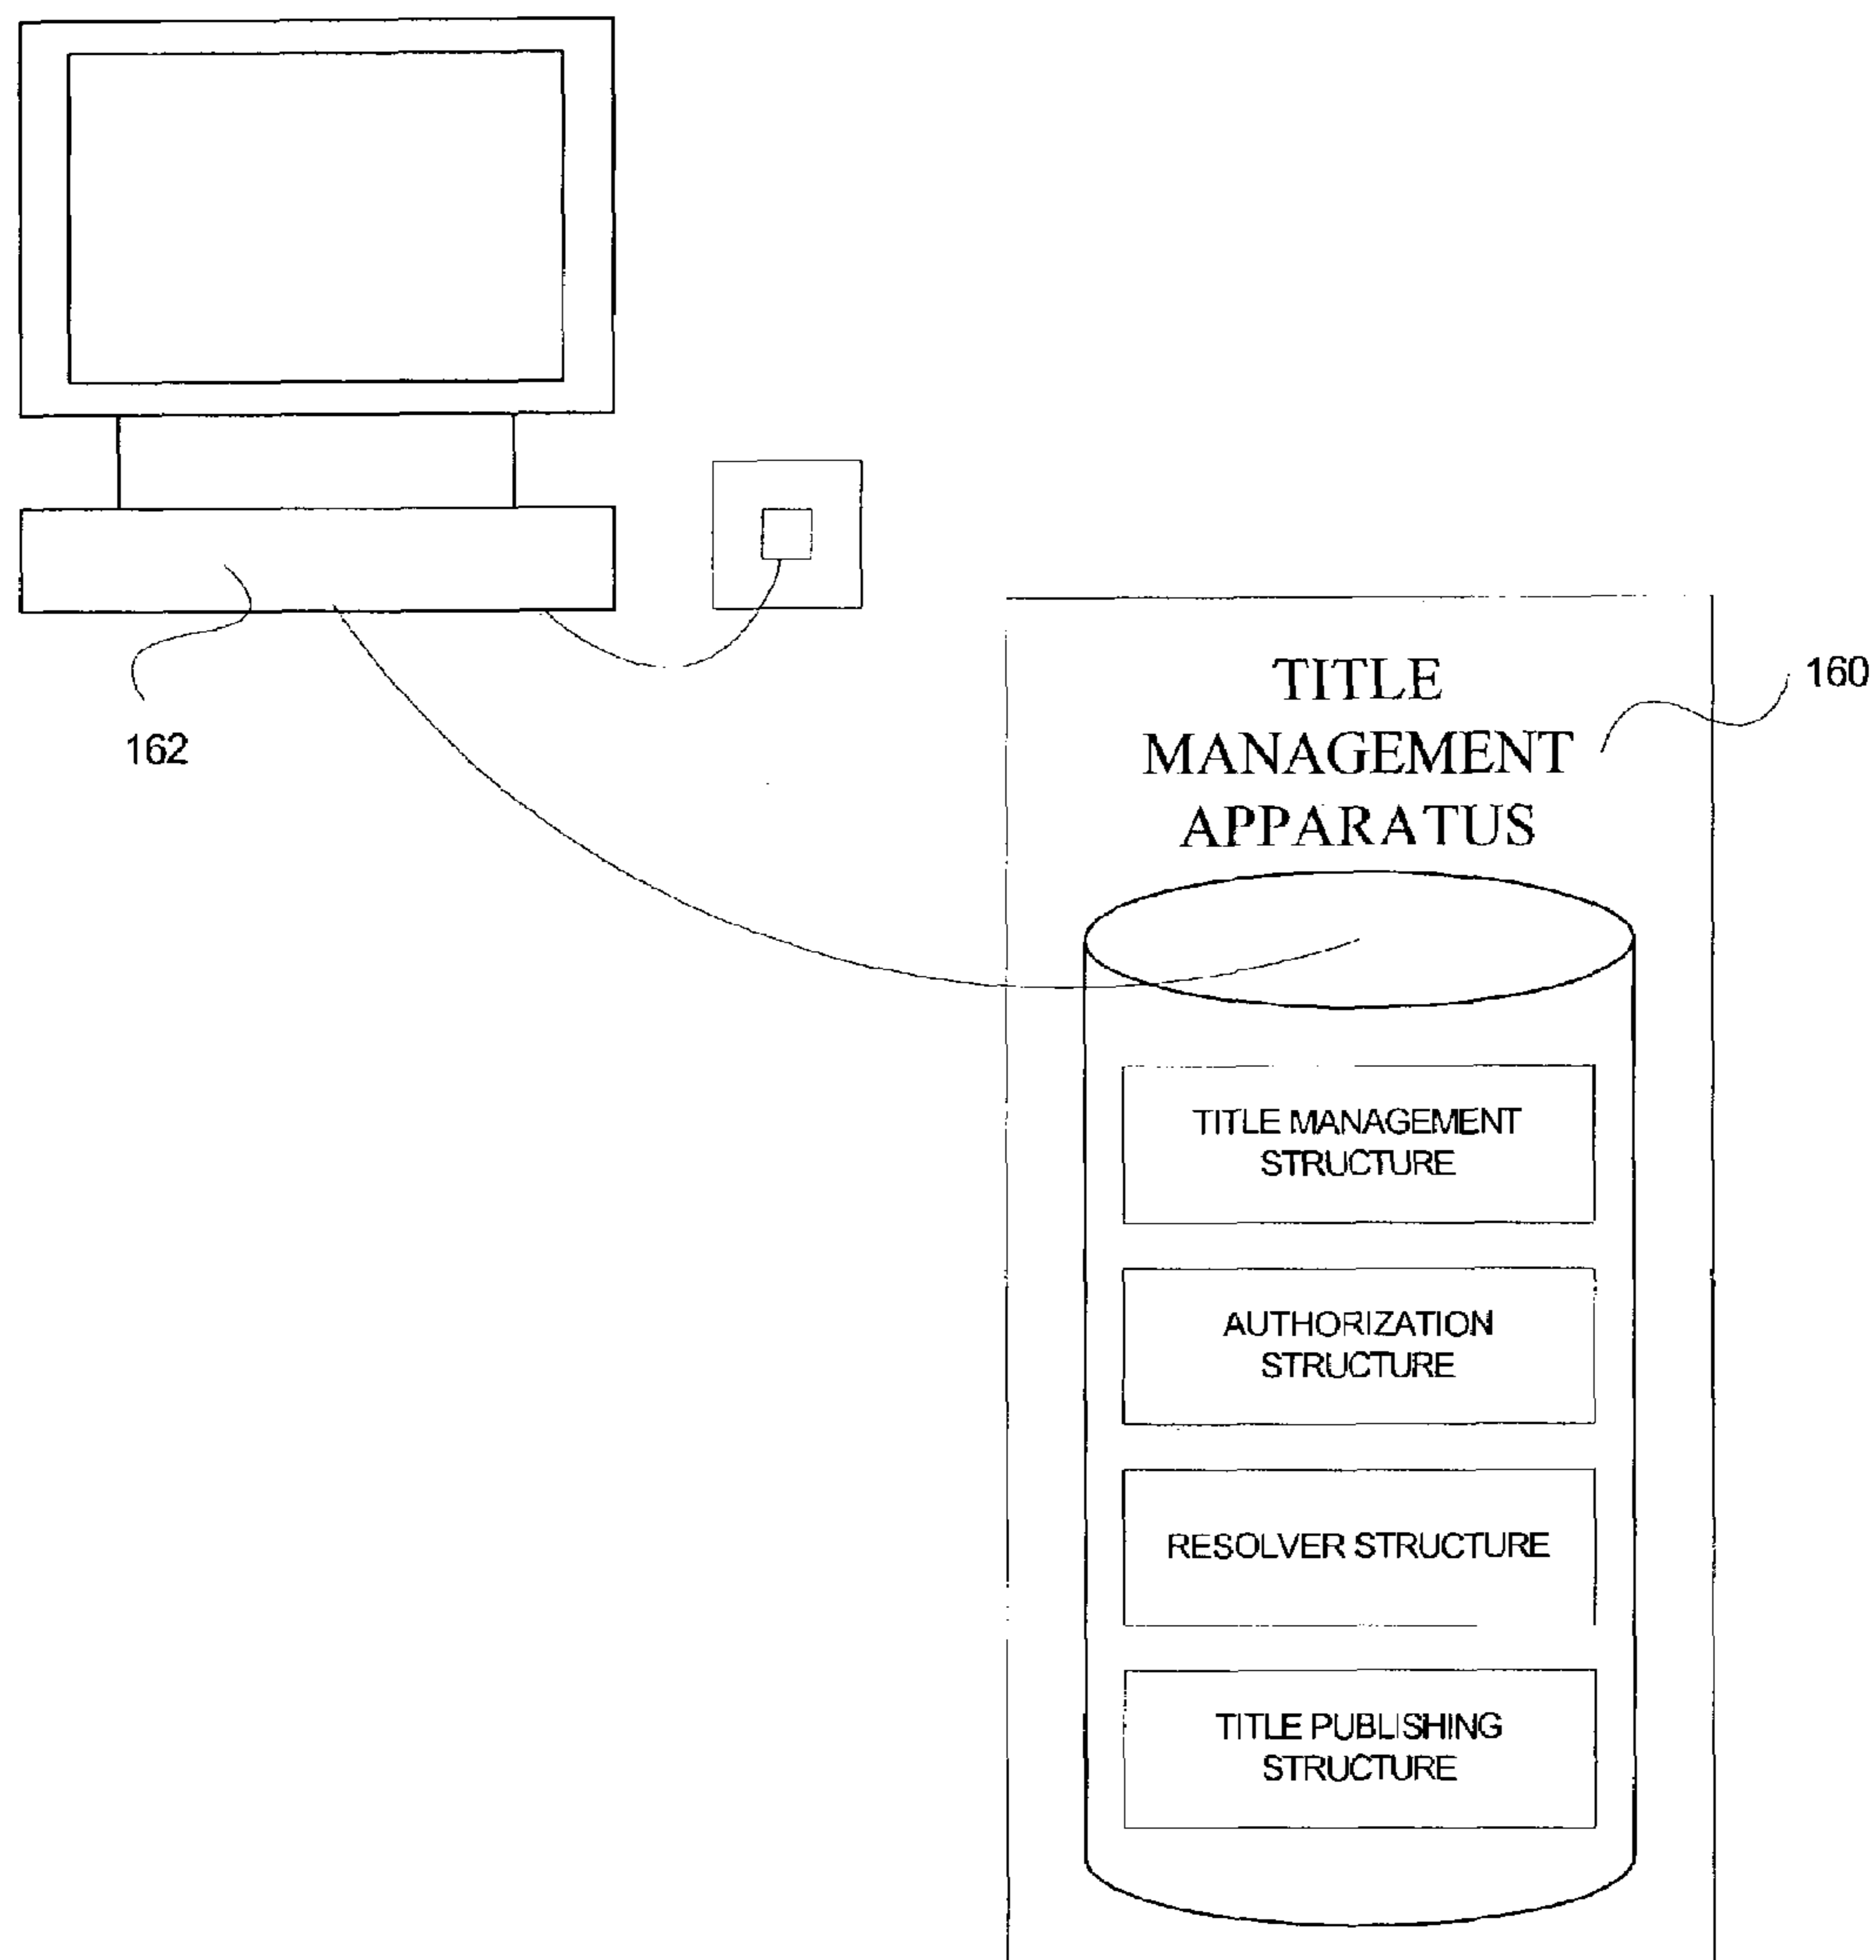 162
160
TITLE
MANAGEMENT
APPARATUS
TITLE MANAGEMENT
STRUCTURE
AUTHORIZATION
STRUCTURE
RESOLVER STRUCTURE
TITLE PUBLISHING
STRUCTURE